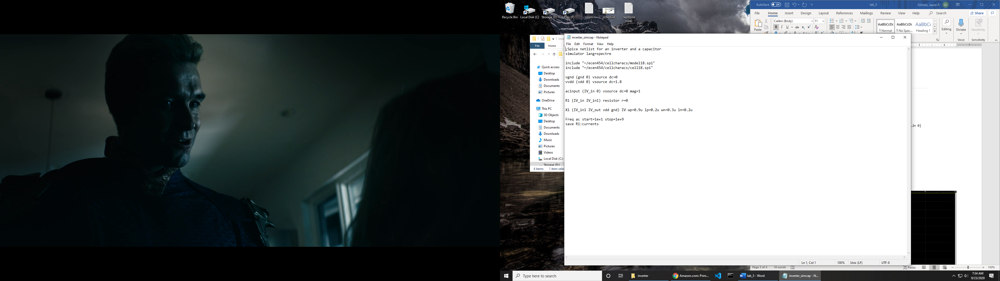 Recycle Bin
Local Disk (C)
Storage (D)
Plex (F)
zoom
schedule
capstone notes
AutoSave Off
lab_3
Gilman, Jason A
GJ
File Home Insert Design Layout References Mailings Review View Help Search
Share
Paste
Calibri (Body) 11
B I U ab x₂ x²
AaBbCcDc AaBbCcDc AaBbCc
¶ Normal ¶ No Spac... Heading 1
Editing
Dictate
Sensitivity
Voice
Sensitivity
5 6 7
.2n 0]
Page 3 of 4 18 words
Focus
100%
inve
File Home
Quick access
Desktop
Downloads
Documents
Pictures
OneDrive
This PC
3D Objects
Desktop
Documents
Downloads
Music
Pictures
Videos
Local Disk (C:)
Storage (D:)
4 items 1 item selec
inverter_simcap - Notepad
File Edit Format View Help
;Spice netlist for an inverter and a capacitor
simulator lang=spectre
include "~/ecen454/cellcharacs/model18.spi"
include "~/ecen454/cellcharacs/cell18.spi"
vgnd (gnd 0) vsource dc=0
vvdd (vdd 0) vsource dc=1.8
acinput (IV_in 0) vsource dc=0 mag=1
R1 (IV_in IV_in1) resistor r=0
X1 (IV_in1 IV_out vdd gnd) IV wp=0.9u lp=0.2u wn=0.3u ln=0.2u
Freq ac start=1e+1 stop=1e+9
save R1:currents
Ln 1, Col 1
100%
Unix (LF)
UTF-8
Type here to search
inverter
Amazon.com: Prim...
lab_3 - Word
inverter_simcap - N...
7:34 AM
9/23/2020